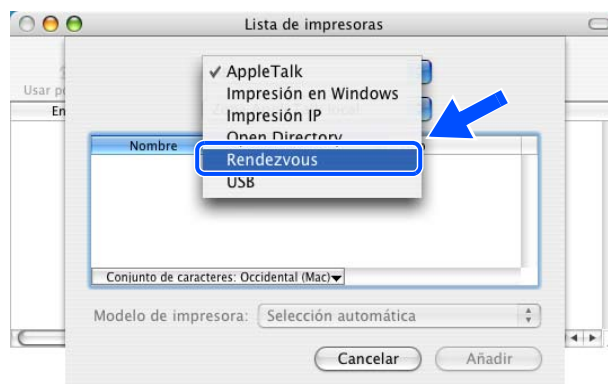 Lista de impresoras
Usar
AppleTalk
Impresión en Windows
Impresión IP
Open Directory
Rendezvous
USB
En
Nombre
Conjunto de caracteres: Occidental (Mac)
Modelo de impresora: Selección automática
Cancelar Añadir